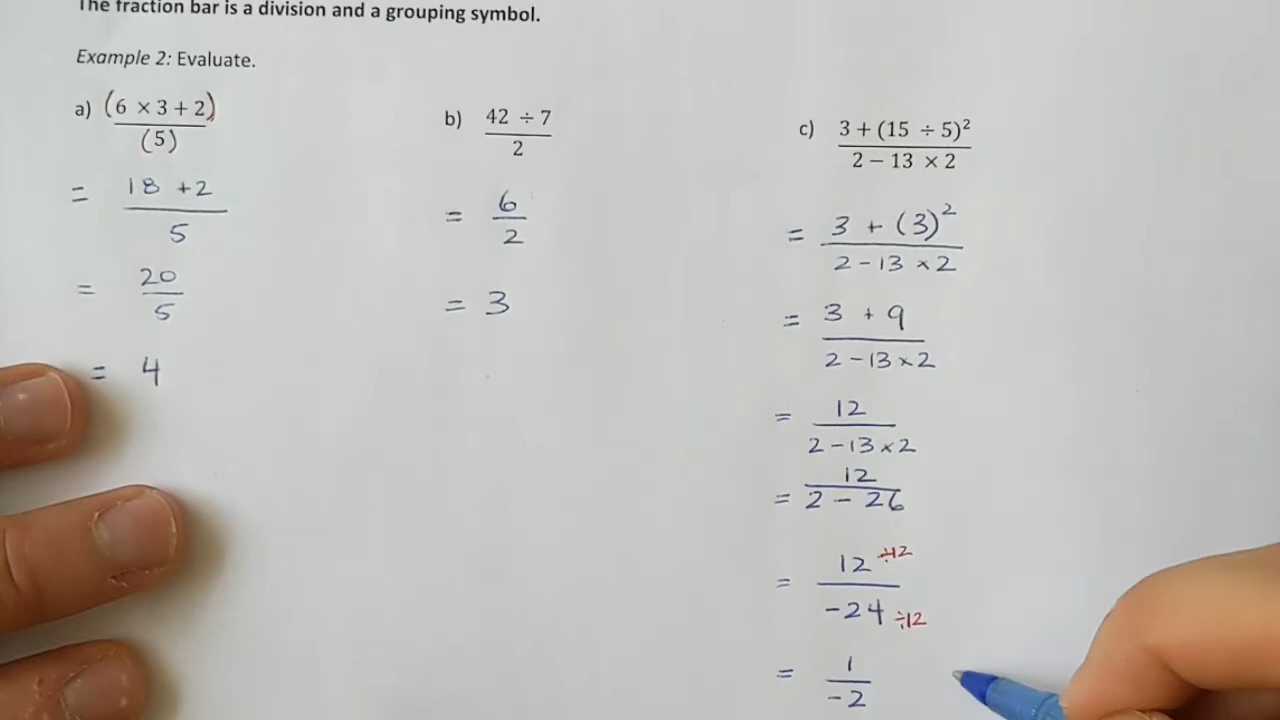 The fraction bar is a division and a grouping symbol.
Example 2: Evaluate.
a) (6 × 3 + 2)
(5)
= 18 + 2
5
= 20
5
= 4
b) 42 ÷ 7
2
= 6
2
= 3
c) 3 + (15 ÷ 5)²
2 − 13 × 2
= 3 + (3)²
2 − 13 × 2
= 3 + 9
2 − 13 × 2
= 12
2 − 13 × 2
= 12
2 − 26
= 12 ÷12
−24 ÷12
= 1
−2